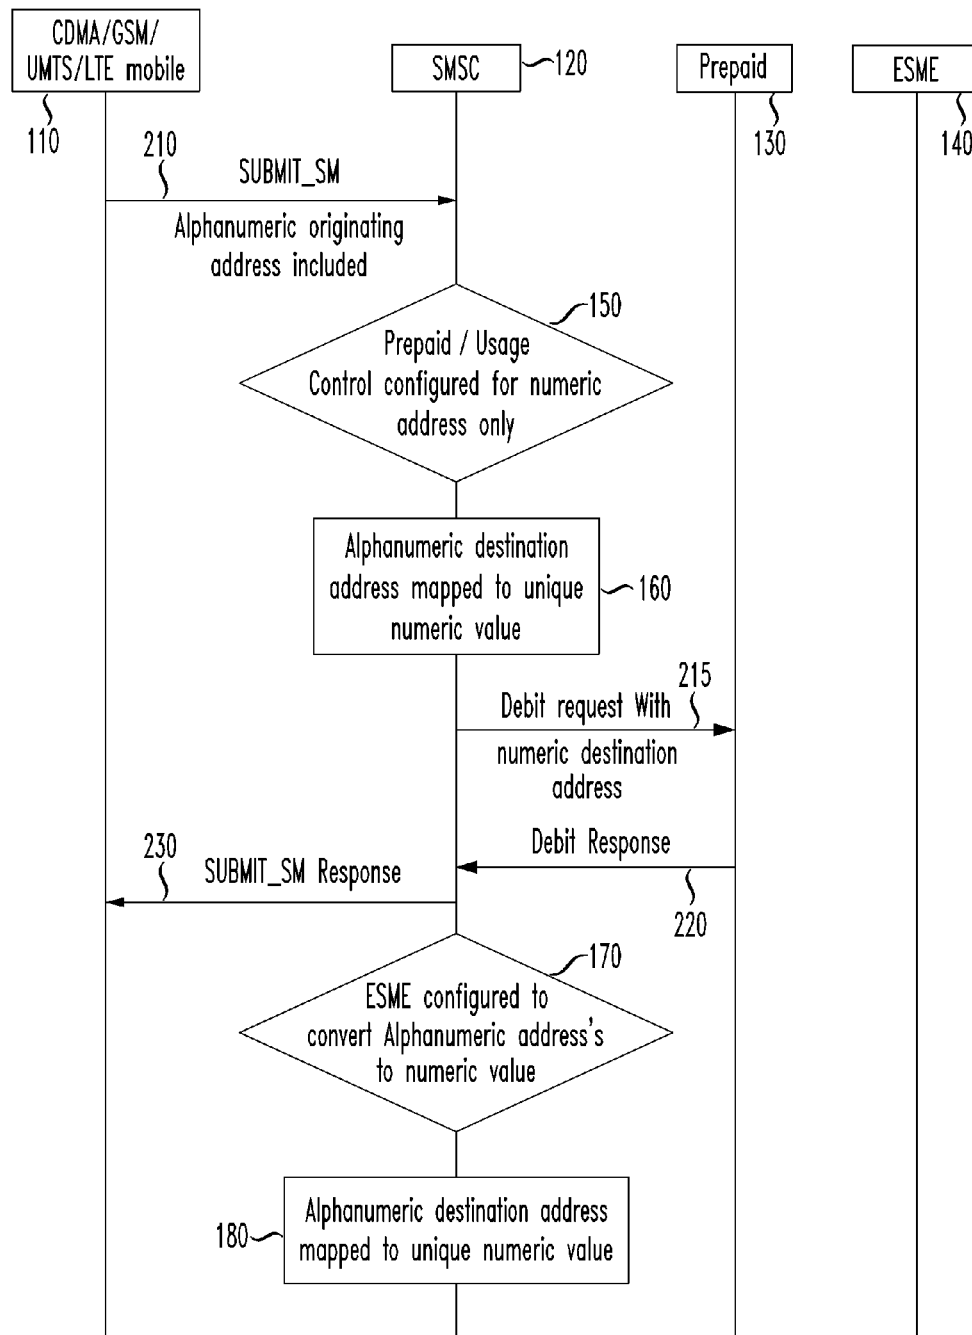 CDMA/GSM/
UMTS/LTE mobile
110
SMSC
120
Prepaid
130
ESME
140
210
SUBMIT_SM
Alphanumeric originating
address included
150
Prepaid / Usage
Control configured for numeric
address only
Alphanumeric destination
address mapped to unique
numeric value
160
215
Debit request With
numeric destination
address
Debit Response
220
230
SUBMIT_SM Response
170
ESME configured to
convert Alphanumeric address's
to numeric value
180
Alphanumeric destination address
mapped to unique numeric value